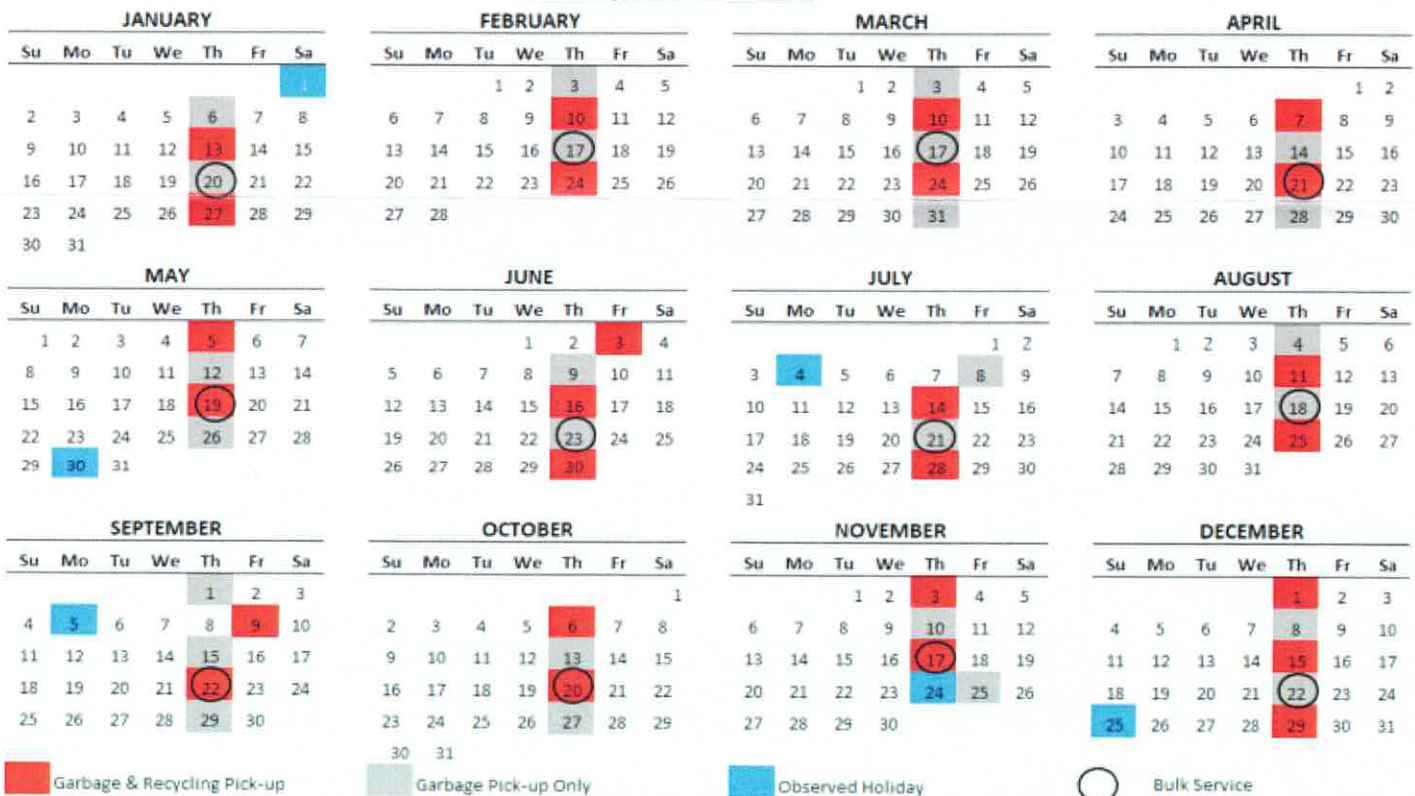 JANUARY FEBRUARY MARCH APRIL
Su Mo Tu We Th Fr Sa Su Mo Tu We Th Fr Sa Su Mo Tu We Th Fr Sa Su Mo Tu We Th Fr Sa
1 1 2 3 4 5 1 2 3 4 5 1 2
2 3 4 5 6 7 8 6 7 8 9 10 11 12 6 7 8 9 10 11 12 3 4 5 6 7 8 9
9 10 11 12 13 14 15 13 14 15 16 17 18 19 13 14 15 16 17 18 19 10 11 12 13 14 15 16
16 17 18 19 20 21 22 20 21 22 23 24 25 26 20 21 22 23 24 25 26 17 18 19 20 21 22 23
23 24 25 26 27 28 29 27 28 27 28 29 30 31 24 25 26 27 28 29 30
30 31
MAY JUNE JULY AUGUST
Su Mo Tu We Th Fr Sa Su Mo Tu We Th Fr Sa Su Mo Tu We Th Fr Sa Su Mo Tu We Th Fr Sa
1 2 3 4 5 6 7 1 2 3 4 1 2 1 2 3 4 5 6
8 9 10 11 12 13 14 5 6 7 8 9 10 11 3 4 5 6 7 8 9 7 8 9 10 11 12 13
15 16 17 18 19 20 21 12 13 14 15 16 17 18 10 11 12 13 14 15 16 14 15 16 17 18 19 20
22 23 24 25 26 27 28 19 20 21 22 23 24 25 17 18 19 20 21 22 23 21 22 23 24 25 26 27
29 30 31 26 27 28 29 30 24 25 26 27 28 29 30 28 29 30 31
31
SEPTEMBER OCTOBER NOVEMBER DECEMBER
Su Mo Tu We Th Fr Sa Su Mo Tu We Th Fr Sa Su Mo Tu We Th Fr Sa Su Mo Tu We Th Fr Sa
1 2 3 1 1 2 3 4 5 1 2 3
4 5 6 7 8 9 10 2 3 4 5 6 7 8 6 7 8 9 10 11 12 4 5 6 7 8 9 10
11 12 13 14 15 16 17 9 10 11 12 13 14 15 13 14 15 16 17 18 19 11 12 13 14 15 16 17
18 19 20 21 22 23 24 16 17 18 19 20 21 22 20 21 22 23 24 25 26 18 19 20 21 22 23 24
25 26 27 28 29 30 23 24 25 26 27 28 29 27 28 29 30 25 26 27 28 29 30 31
30 31
Garbage & Recycling Pick-up Garbage Pick-up Only Observed Holiday Bulk Service